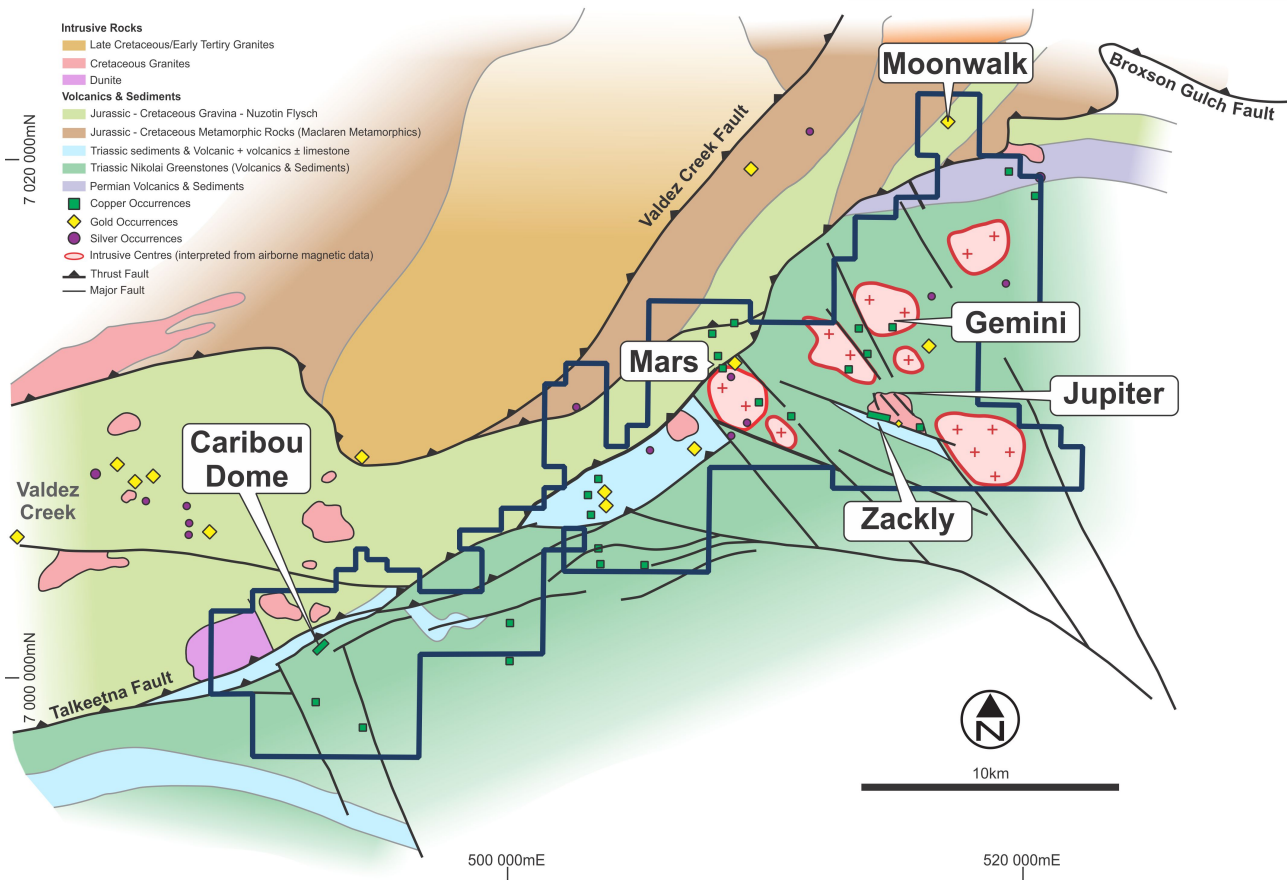 Intrusive Rocks
Late Cretaceous/Early Tertiry Granites
Cretaceous Granites
Dunite
Volcanics & Sediments
Jurassic - Cretaceous Gravina - Nuzotin Flysch
Jurassic - Cretaceous Metamorphic Rocks (Maclaren Metamorphics)
Triassic sediments & Volcanic + volcanics ± limestone
Triassic Nikolai Greenstones (Volcanics & Sediments)
Permian Volcanics & Sediments
Copper Occurrences
Gold Occurrences
Silver Occurrences
Intrusive Centres (interpreted from airborne magnetic data)
Thrust Fault
Major Fault
Moonwalk
Broxson Gulch Fault
7 020 000mN
Valdez Creek Fault
Gemini
Mars
Jupiter
Caribou
Dome
Valdez
Creek
Zackly
7 000 000mN
Talkeetna Fault
N
10km
500 000mE
520 000mE